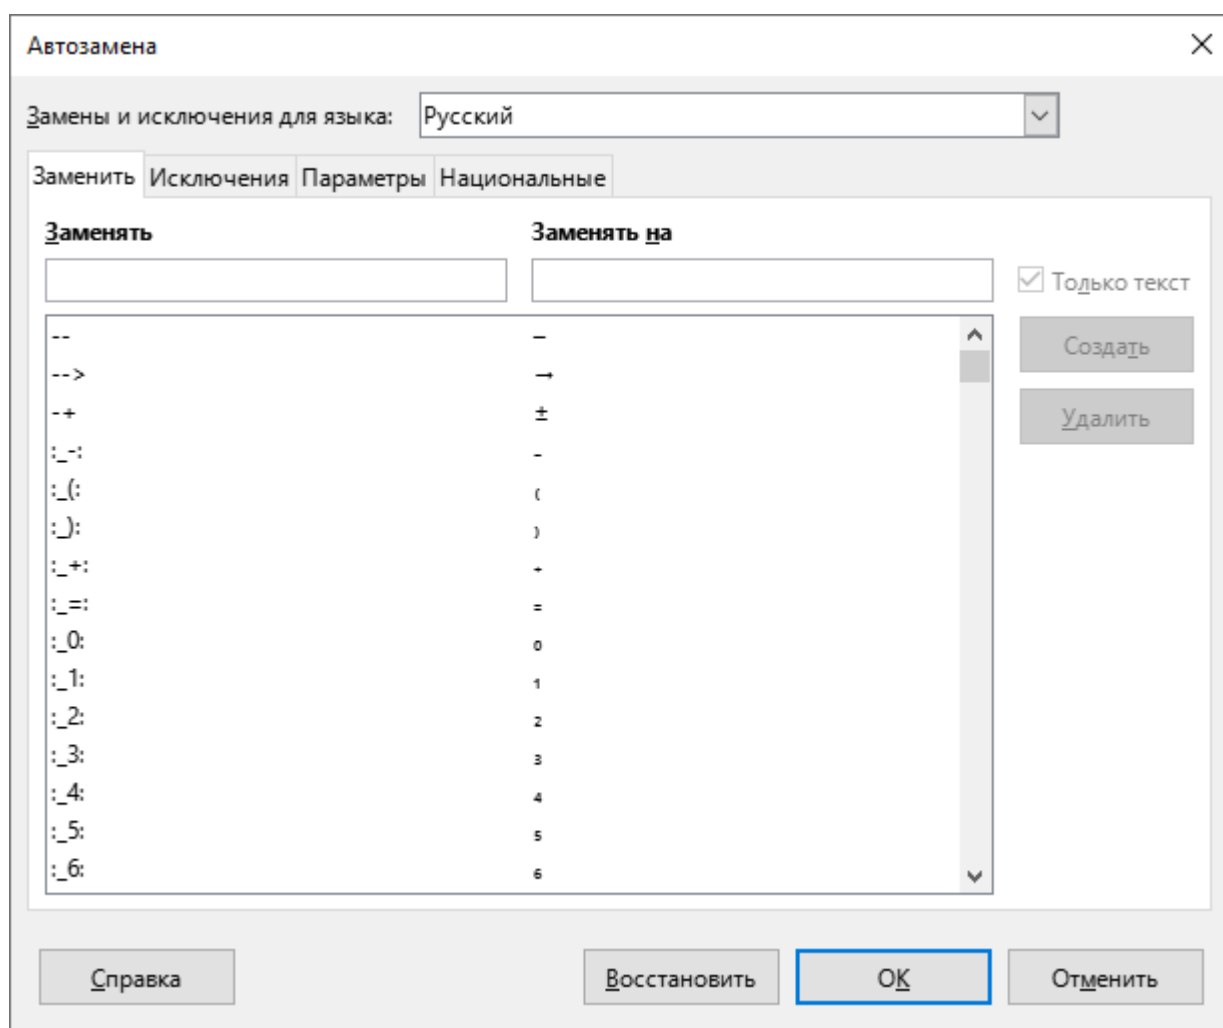 Автозамена
Замены и исключения для языка: Русский
Заменить Исключения Параметры Национальные
Заменять Заменять на
Только текст
-- –
--> →
-+ ±
:_-: ₋
:_(: ₍
:_): ₎
:_+: ₊
:_=: ₌
:_0: ₀
:_1: ₁
:_2: ₂
:_3: ₃
:_4: ₄
:_5: ₅
:_6: ₆
Создать
Удалить
Справка Восстановить OK Отменить